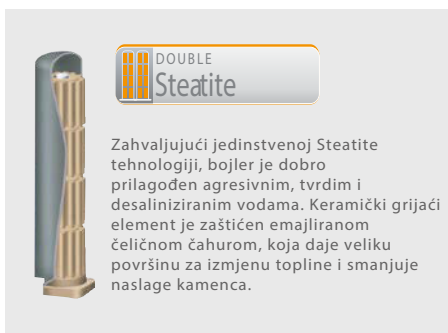 DOUBLE
Steatite
Zahvaljujući jedinstvenoj Steatite
tehnologiji, bojler je dobro
prilagođen agresivnim, tvrdim i
desaliniziranim vodama. Keramički grijaći
element je zaštićen emajliranom
čeličnom čahurom, koja daje veliku
površinu za izmjenu topline i smanjuje
naslage kamenca.